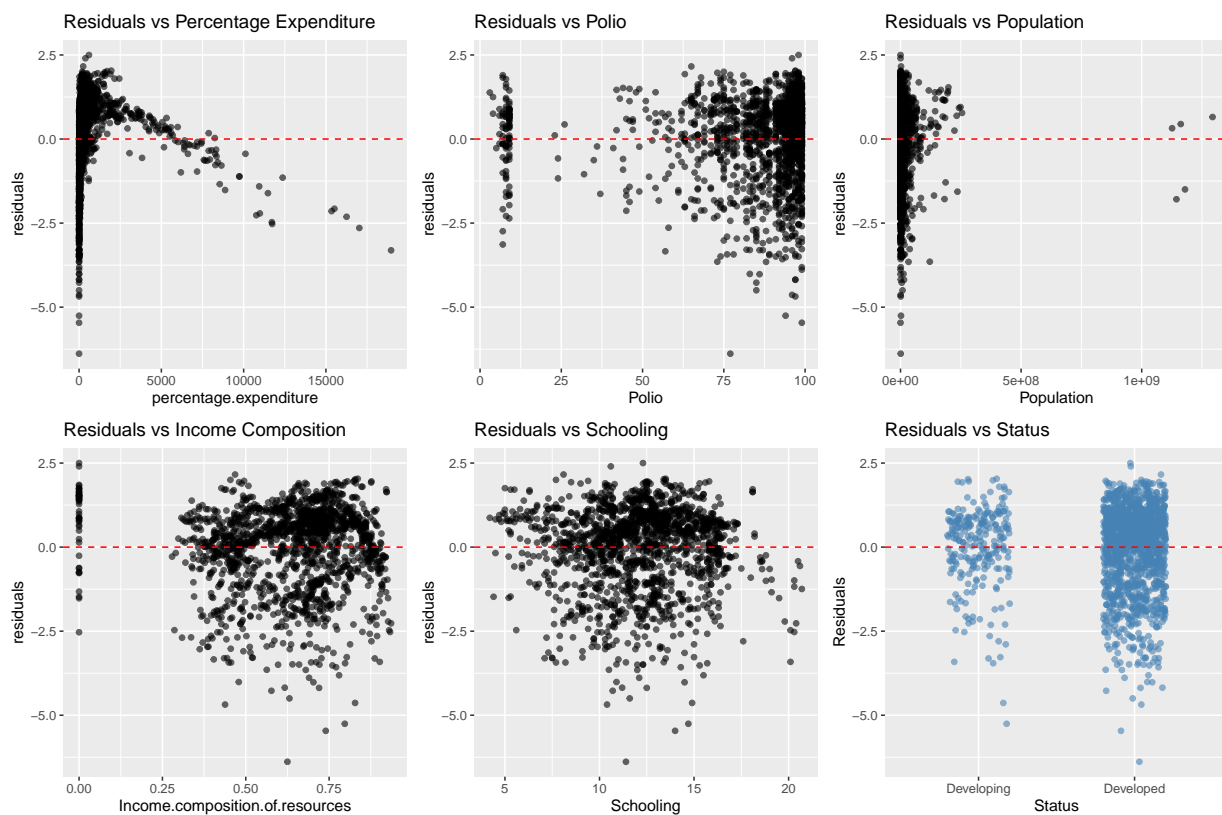 Residuals vs Percentage Expenditure
2.5
0.0
−2.5
−5.0
residuals
0 5000 10000 15000
percentage.expenditure
Residuals vs Polio
2.5
0.0
−2.5
−5.0
residuals
0 25 50 75 100
Polio
Residuals vs Population
2.5
0.0
−2.5
−5.0
residuals
0e+00 5e+08 1e+09
Population
Residuals vs Income Composition
2.5
0.0
−2.5
−5.0
residuals
0.00 0.25 0.50 0.75
Income.composition.of.resources
Residuals vs Schooling
2.5
0.0
−2.5
−5.0
residuals
5 10 15 20
Schooling
Residuals vs Status
2.5
0.0
−2.5
−5.0
Residuals
Developing Developed
Status